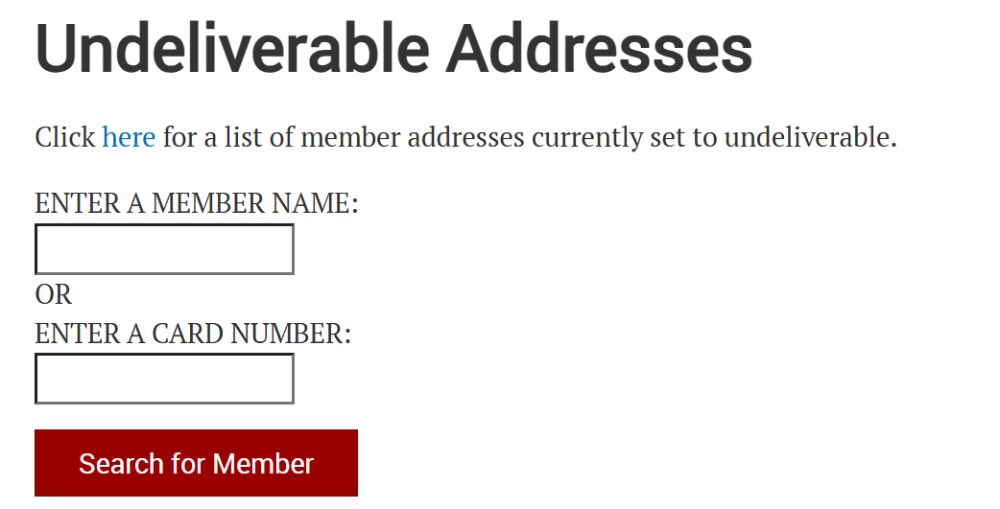 Undeliverable Addresses
Click here for a list of member addresses currently set to undeliverable.
ENTER A MEMBER NAME:
OR
ENTER A CARD NUMBER:
Search for Member